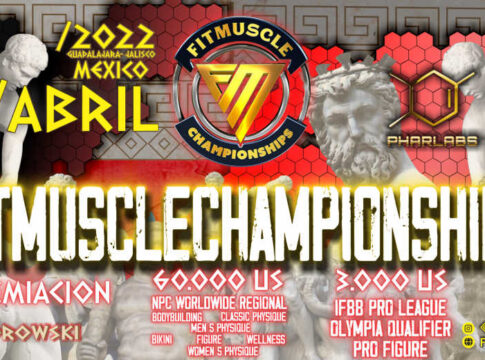 /2022
GUADALAJARA-JALISCO
MEXICO
/ABRIL
FITMUSCLE
FM
CHAMPIONSHIPS
PHARLABS
TMUSCLECHAMPIONSHI
MIACION
ROWSKI
60.000 US
NPC WORLDWIDE REGIONAL
BODYBUILDING CLASSIC PHYSIQUE
MEN S PHYSIQUE
BIKINI FIGURE WELLNESS
WOMEN S PHYSIQUE
3.000 US
IFBB PRO LEAGUE
OLYMPIA QUALIFIER
PRO FIGURE